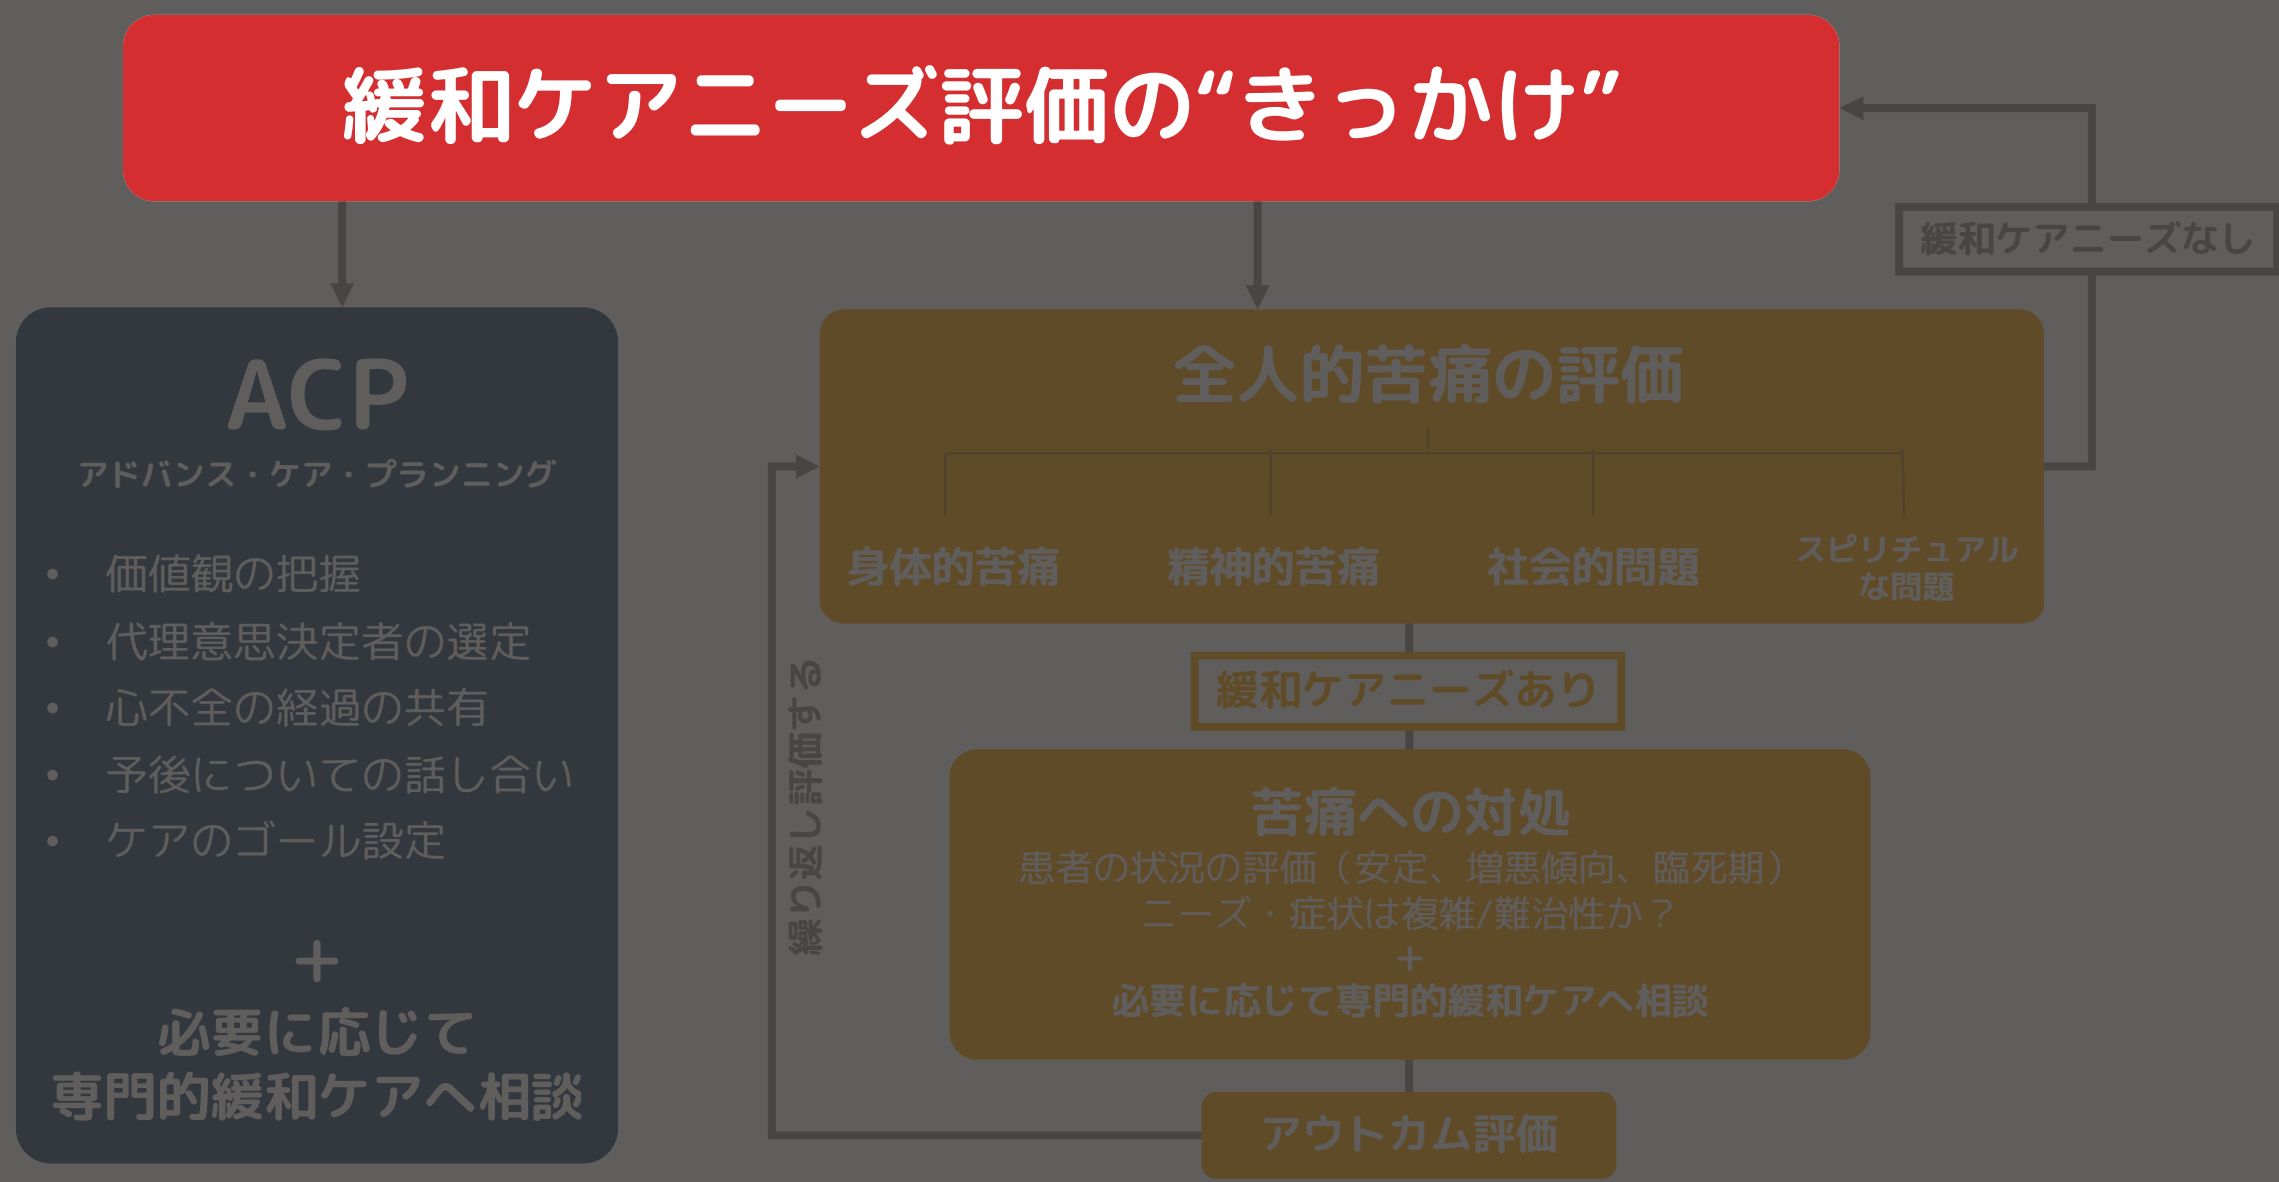 緩和ケアニーズ評価の“きっかけ”
緩和ケアニーズなし
ACP
アドバンス・ケア・プランニング
• 価値観の把握
• 代理意思決定者の選定
• 心不全の経過の共有
• 予後についての話し合い
• ケアのゴール設定
+
必要に応じて
専門的緩和ケアへ相談
全人的苦痛の評価
身体的苦痛
精神的苦痛
社会的問題
スピリチュアル
な問題
緩和ケアニーズあり
繰り返し評価する
苦痛への対処
患者の状況の評価（安定、増悪傾向、臨死期）
ニーズ・症状は複雑/難治性か？
+
必要に応じて専門的緩和ケアへ相談
アウトカム評価